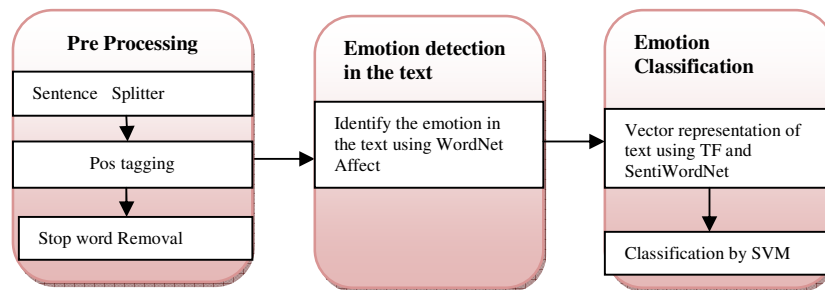 Pre Processing
Sentence Splitter
Pos tagging
Stop word Removal
Emotion detection
in the text
Identify the emotion in
the text using WordNet
Affect
Emotion
Classification
Vector representation of
text using TF and
SentiWordNet
Classification by SVM